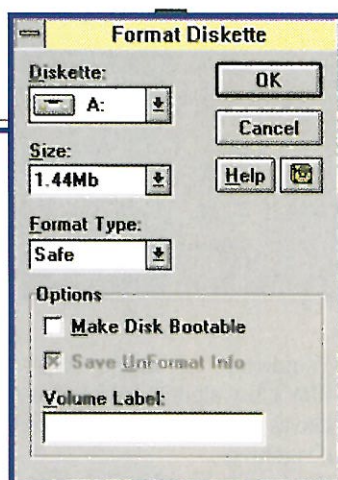 Format Diskette
Diskette:
A:
OK
Cancel
Size:
1.44Mb
Help
Format Type:
Safe
Options
Make Disk Bootable
Save UnFormat Info
Volume Label: